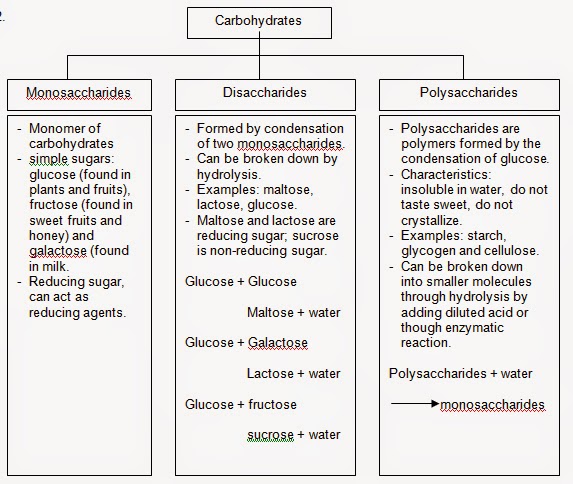 2.
Carbohydrates
Monosaccharides
- Monomer of
carbohydrates
- simple sugars:
glucose (found in
plants and fruits),
fructose (found in
sweet fruits and
honey) and
galactose (found
in milk.
- Reducing sugar,
can act as
reducing agents.
Disaccharides
- Formed by condensation
of two monosaccharides.
- Can be broken down by
hydrolysis.
- Examples: maltose,
lactose, glucose.
- Maltose and lactose are
reducing sugar; sucrose
is non-reducing sugar.
Glucose + Glucose
Maltose + water
Glucose + Galactose
Lactose + water
Glucose + fructose
sucrose + water
Polysaccharides
- Polysaccharides are
polymers formed by the
condensation of glucose.
- Characteristics:
insoluble in water, do not
taste sweet, do not
crystallize.
- Examples: starch,
glycogen and cellulose.
- Can be broken down
into smaller molecules
through hydrolysis by
adding diluted acid or
though enzymatic
reaction.
Polysaccharides + water
monosaccharides